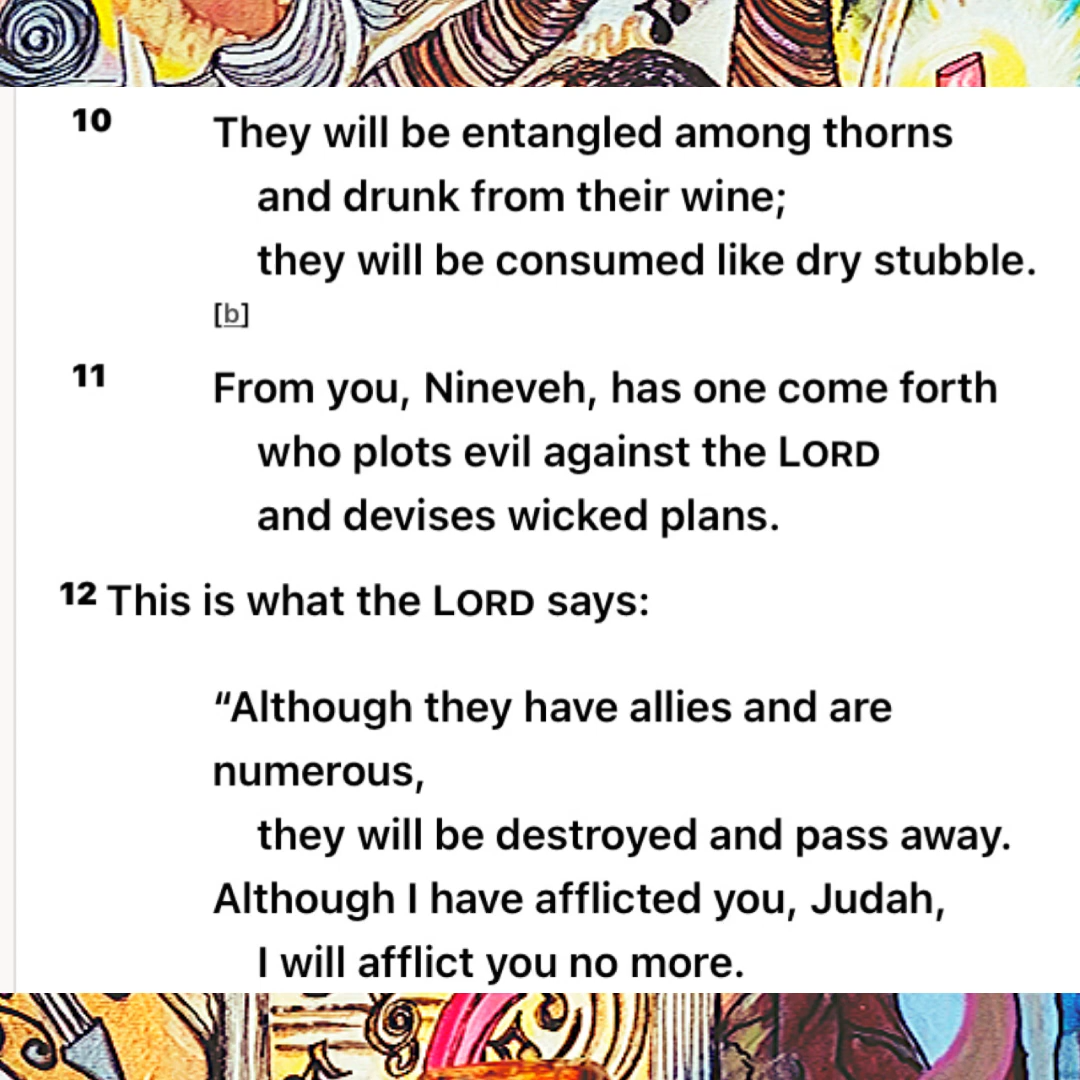 10 They will be entangled among thorns
and drunk from their wine;
they will be consumed like dry stubble.
[b]
11 From you, Nineveh, has one come forth
who plots evil against the LORD
and devises wicked plans.
12 This is what the LORD says:
“Although they have allies and are
numerous,
they will be destroyed and pass away.
Although I have afflicted you, Judah,
I will afflict you no more.